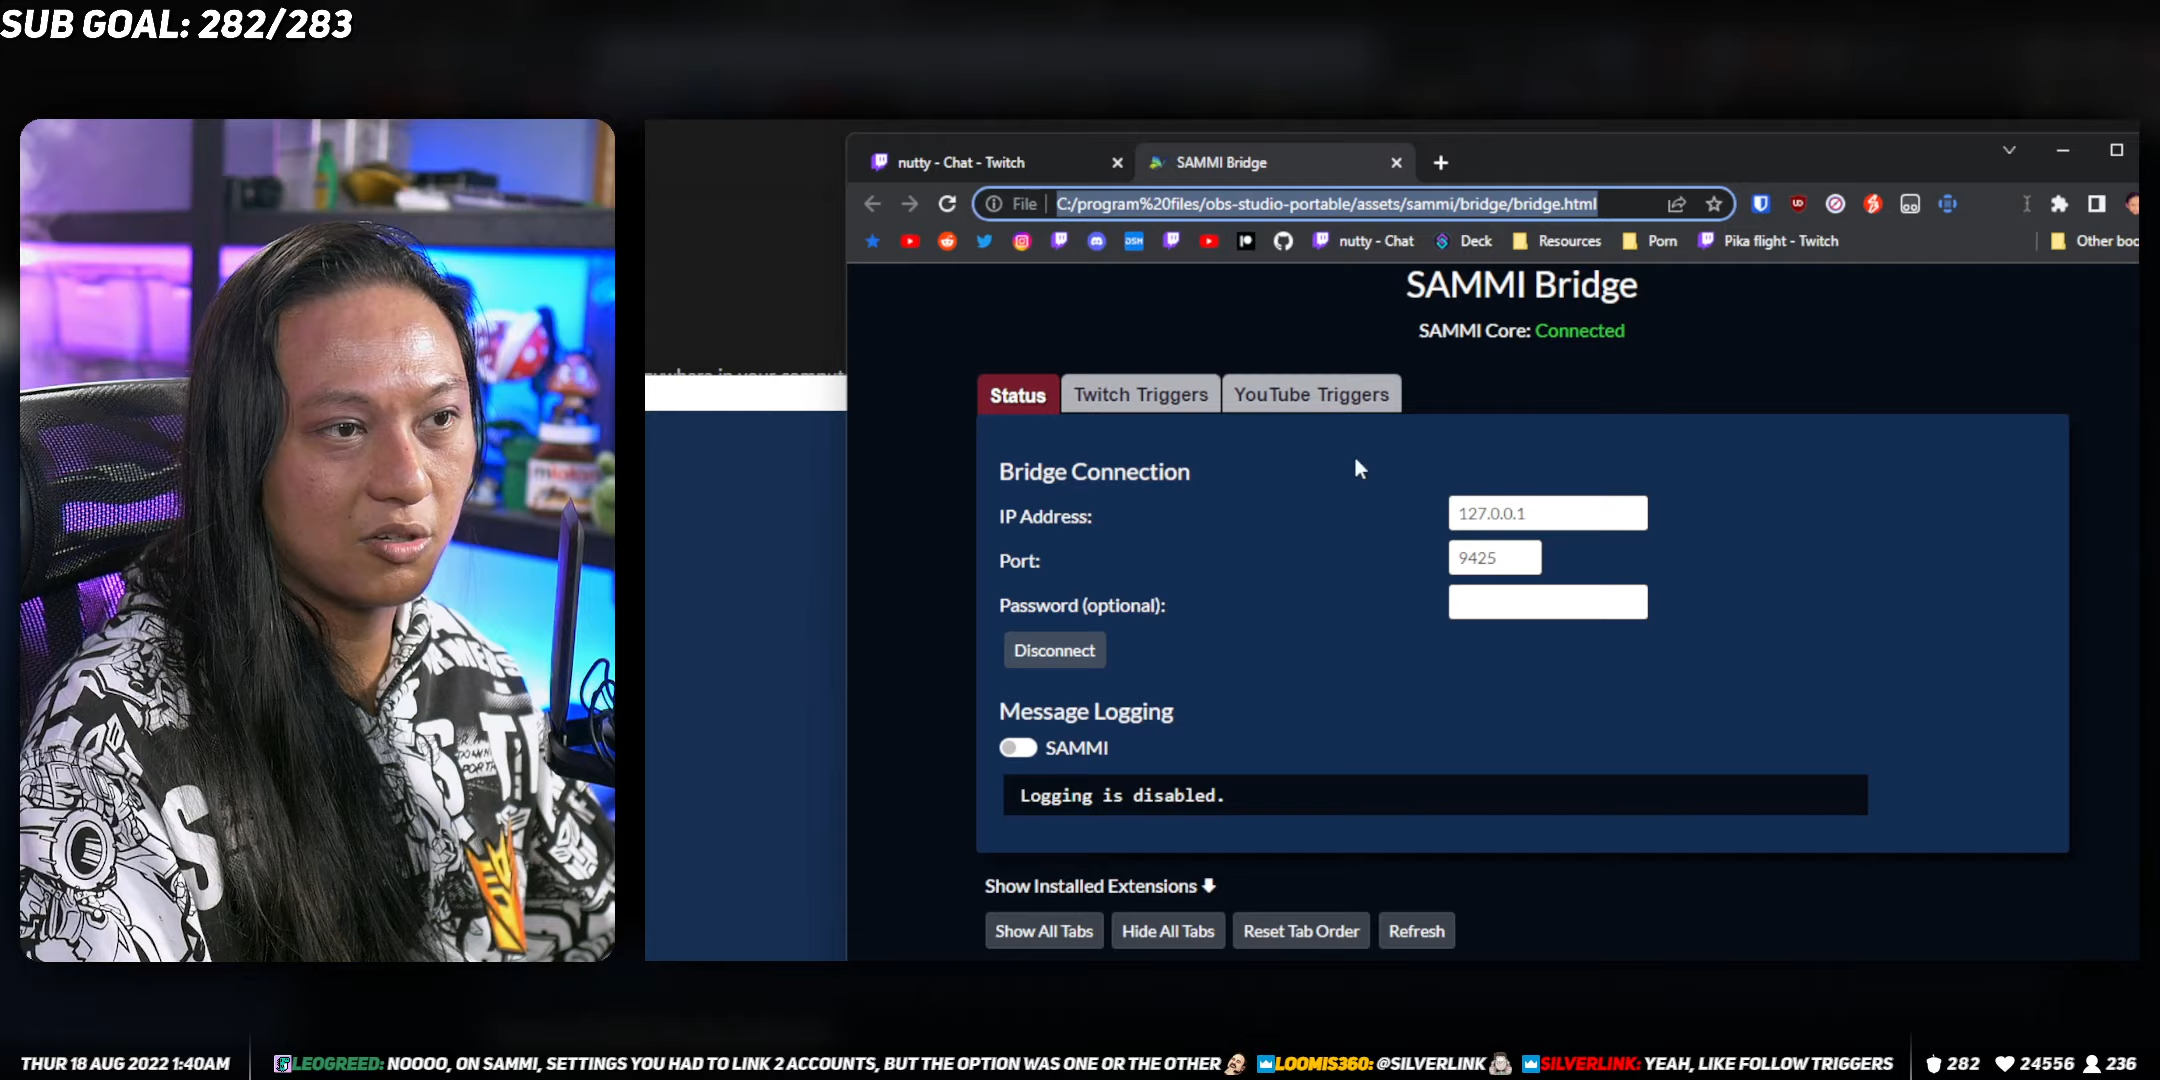 SUB GOAL: 282/283
nutty - Chat - Twitch
SAMMI Bridge
File C:/program%20files/obs-studio-portable/assets/sammi/bridge/bridge.html
DSH
nutty - Chat
Deck
Resources
Porn
Pika flight - Twitch
Other boo
SAMMI Bridge
SAMMI Core: Connected
Status
Twitch Triggers
YouTube Triggers
Bridge Connection
IP Address: 127.0.0.1
Port: 9425
Password (optional):
Disconnect
Message Logging
SAMMI
Logging is disabled.
Show Installed Extensions
Show All Tabs
Hide All Tabs
Reset Tab Order
Refresh
THUR 18 AUG 2022 1:40AM
LEOGREED: NOOOO, ON SAMMI, SETTINGS YOU HAD TO LINK 2 ACCOUNTS, BUT THE OPTION WAS ONE OR THE OTHER
LOOMIS360: @SILVERLINK
SILVERLINK: YEAH, LIKE FOLLOW TRIGGERS
282 24556 236